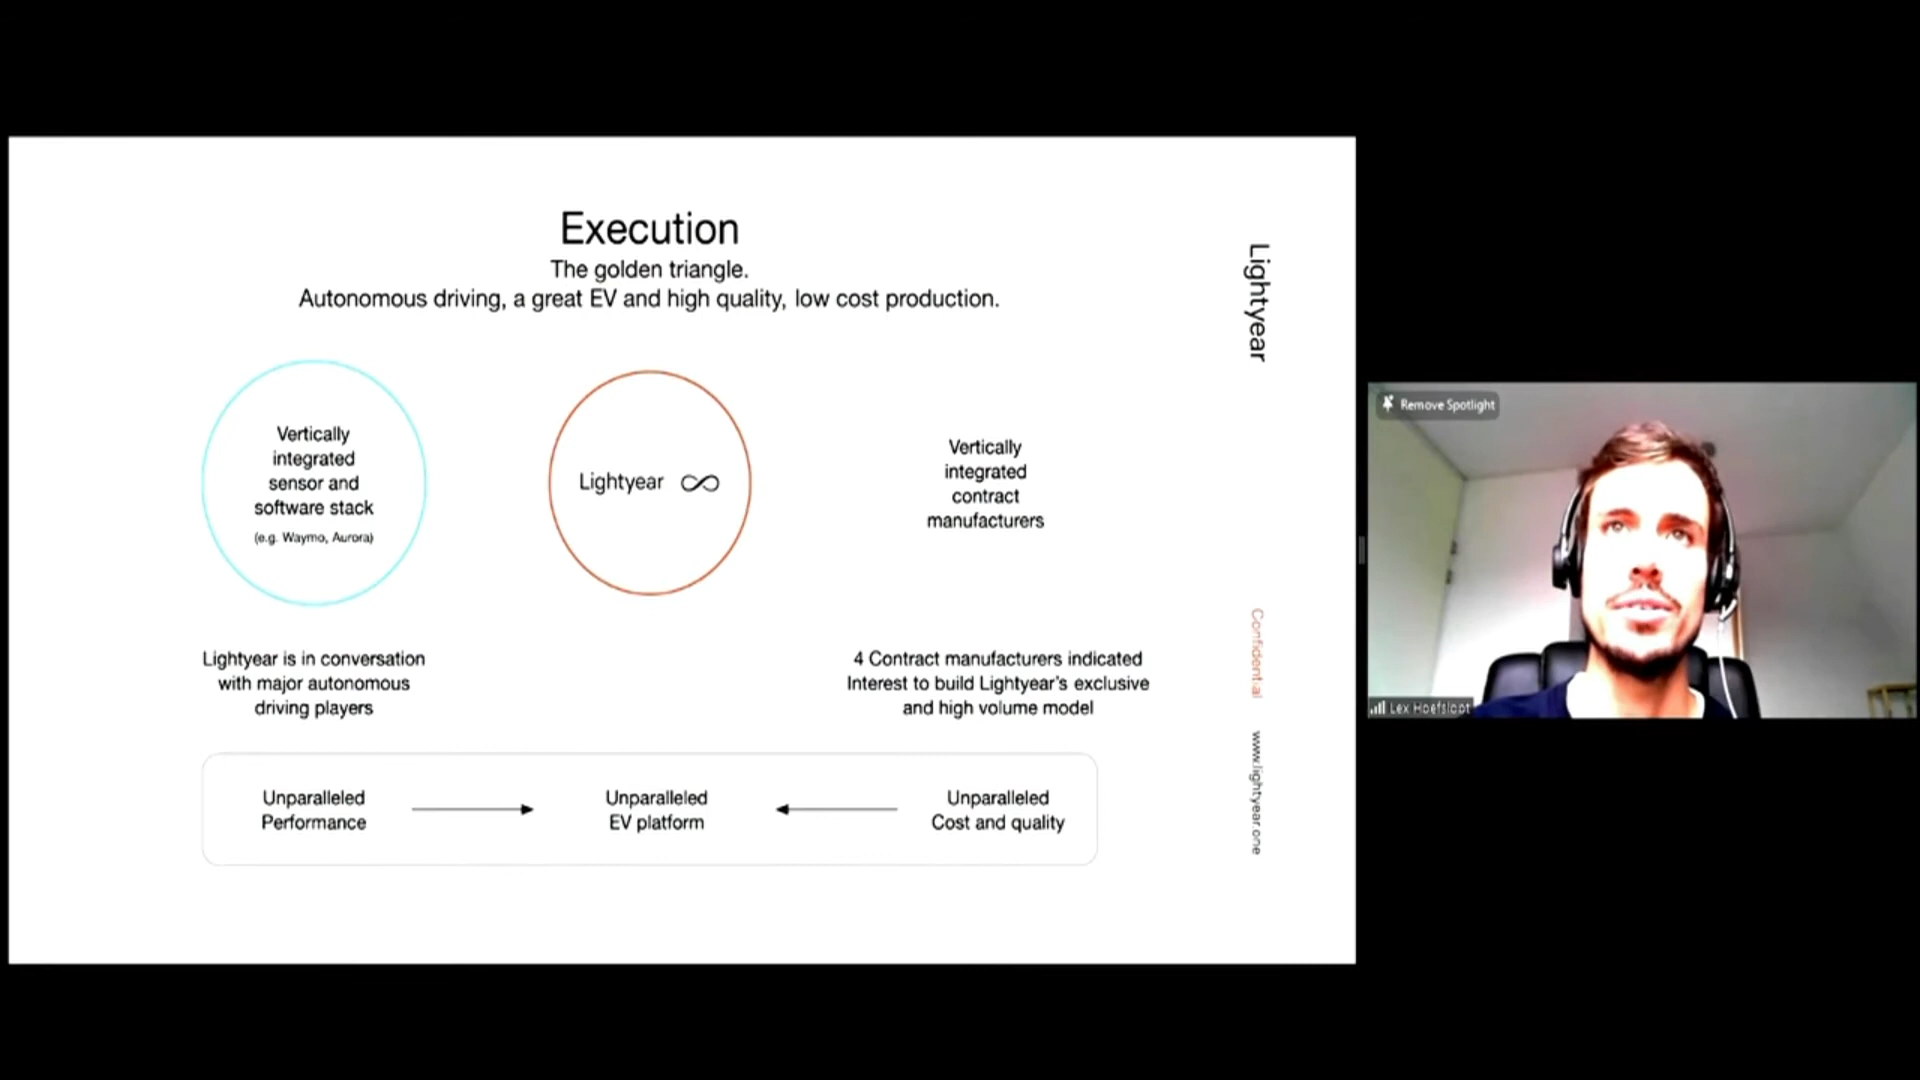 Execution
The golden triangle.
Autonomous driving, a great EV and high quality, low cost production.
Vertically
integrated
sensor and
software stack
(e.g. Waymo, Aurora)
Lightyear ∞
Vertically
integrated
contract
manufacturers
Lightyear is in conversation
with major autonomous
driving players
4 Contract manufacturers indicated
Interest to build Lightyear's exclusive
and high volume model
Unparalleled
Performance
Unparalleled
EV platform
Unparalleled
Cost and quality
Lightyear
Confidential
www.lightyear.one
Remove Spotlight
Lex Hoefsloot